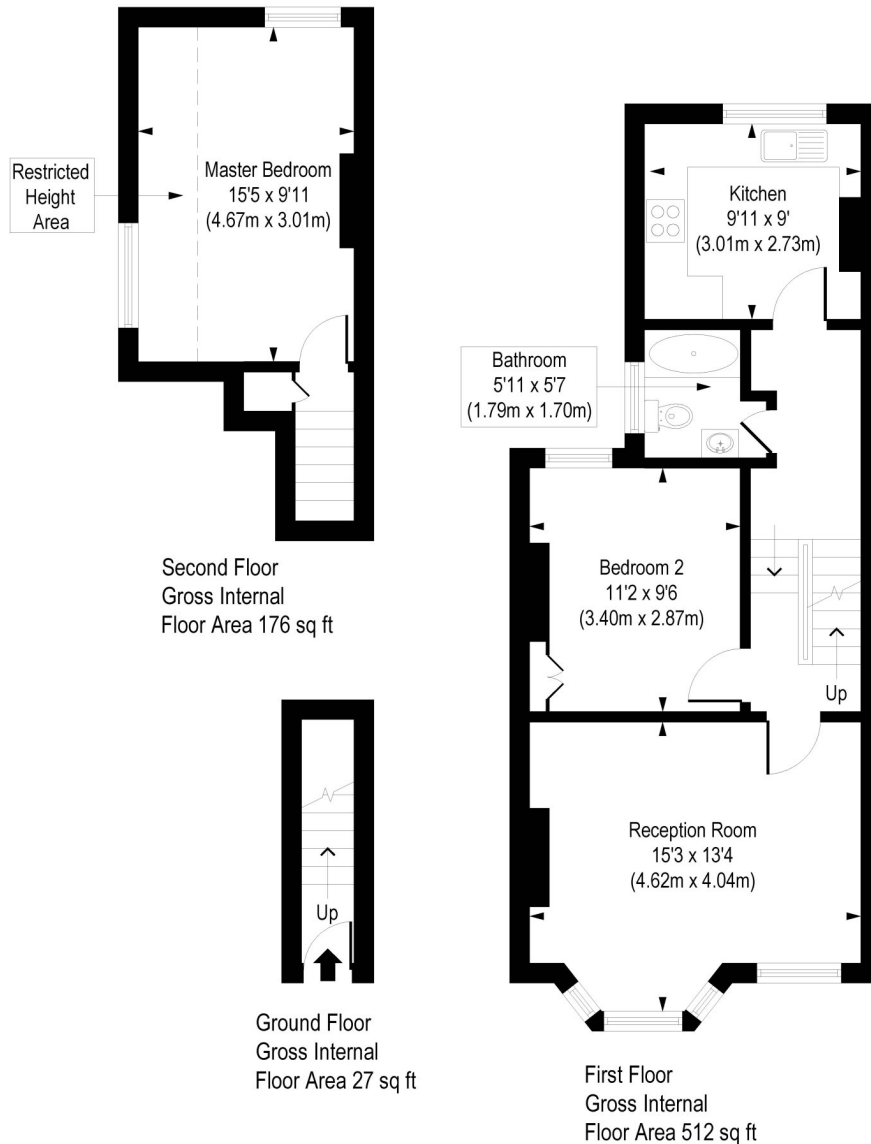 Restricted
Height
Area
Master Bedroom
15'5 x 9'11
(4.67m x 3.01m)
Second Floor
Gross Internal
Floor Area 176 sq ft
Kitchen
9'11 x 9'
(3.01m x 2.73m)
Bathroom
5'11 x 5'7
(1.79m x 1.70m)
Bedroom 2
11'2 x 9'6
(3.40m x 2.87m)
Up
Reception Room
15'3 x 13'4
(4.62m x 4.04m)
Up
Ground Floor
Gross Internal
Floor Area 27 sq ft
First Floor
Gross Internal
Floor Area 512 sq ft